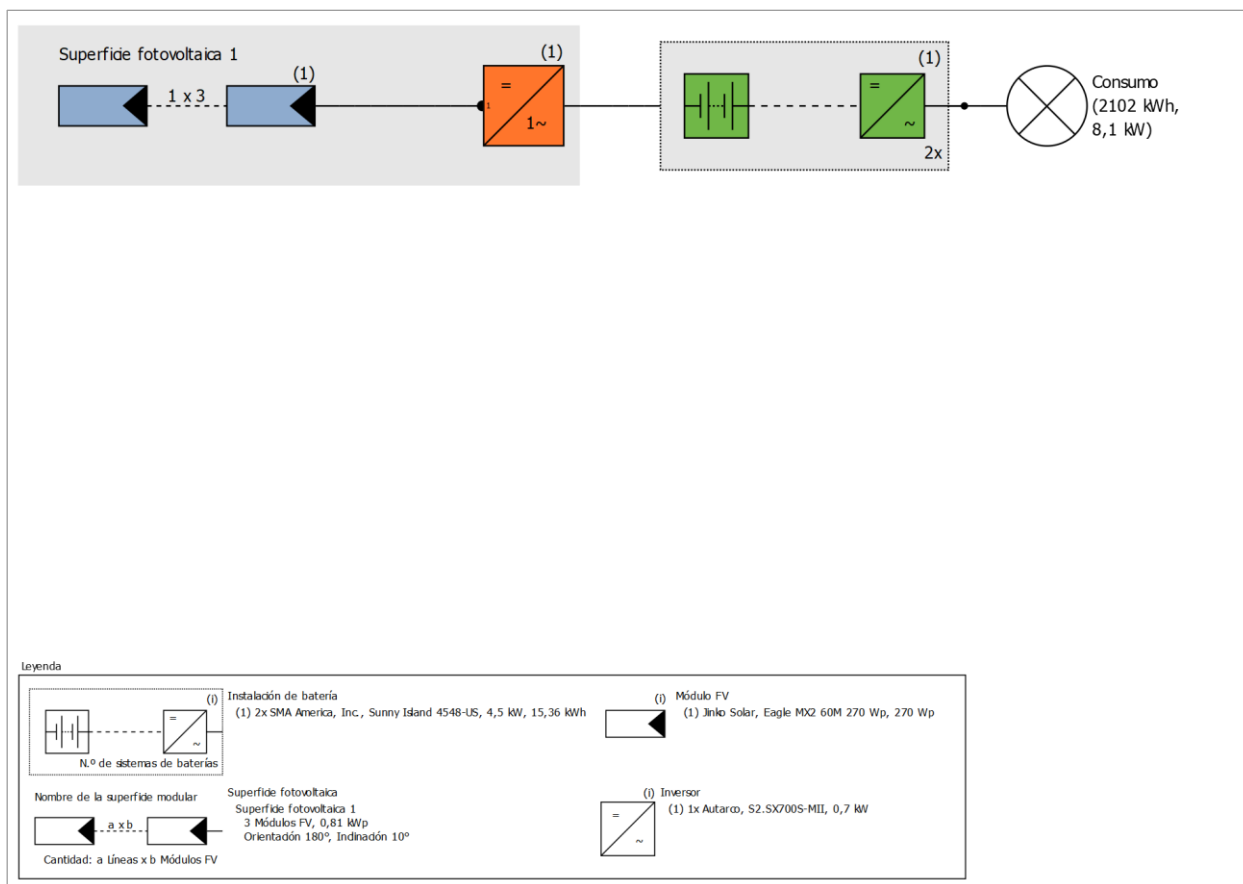 Superficie fotovoltaica 1
(1)
1 x 3
(1)
=
1
1~
(1)
=
~
2x
Consumo
(2102 kWh,
8,1 kW)
Leyenda
(i)
=
~
N.º de sistemas de baterías
Instalación de batería
(1) 2x SMA America, Inc., Sunny Island 4548-US, 4,5 kW, 15,36 kWh
(i)
Módulo FV
(1) Jinko Solar, Eagle MX2 60M 270 Wp, 270 Wp
Nombre de la superficie modular
a x b
Cantidad: a Líneas x b Módulos FV
Superficie fotovoltaica
Superficie fotovoltaica 1
3 Módulos FV, 0,81 kWp
Orientación 180°, Inclinación 10°
(i)
=
~
Inversor
(1) 1x Autarco, S2.SX700S-MII, 0,7 kW